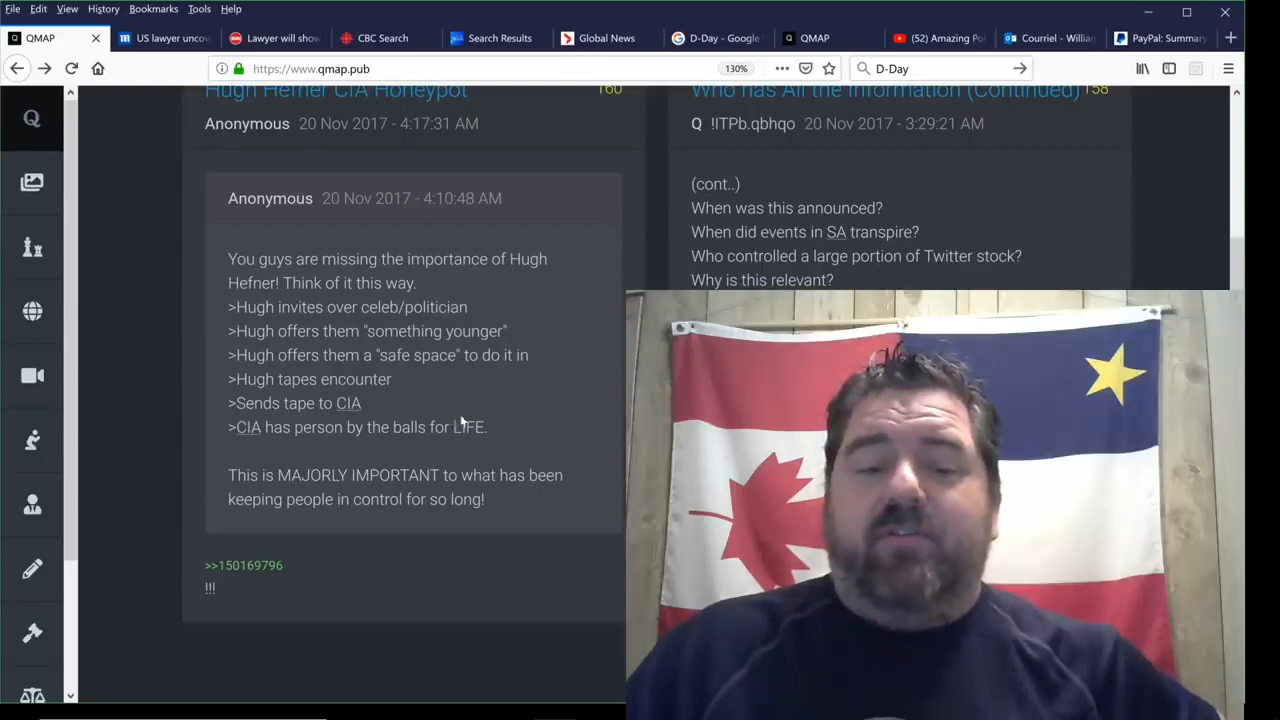 File Edit View History Bookmarks Tools Help
QMAP
US lawyer uncov
Lawyer will show
CBC Search
Search Results
Global News
D-Day - Google
QMAP
(52) Amazing Po
Courriel - Willian
PayPal: Summary
https://www.qmap.pub
130%
D-Day
Q
Hugh Hefner CIA Honeypot 160
Anonymous 20 Nov 2017 - 4:17:31 AM
Anonymous 20 Nov 2017 - 4:10:48 AM
You guys are missing the importance of Hugh
Hefner! Think of it this way.
>Hugh invites over celeb/politician
>Hugh offers them "something younger"
>Hugh offers them a "safe space" to do it in
>Hugh tapes encounter
>Sends tape to CIA
>CIA has person by the balls for LIFE.
This is MAJORLY IMPORTANT to what has been
keeping people in control for so long!
>>150169796
!!!
Who has All the Information (Continued) 158
Q !ITPb.qbhqo 20 Nov 2017 - 3:29:21 AM
(cont..)
When was this announced?
When did events in SA transpire?
Who controlled a large portion of Twitter stock?
Why is this relevant?